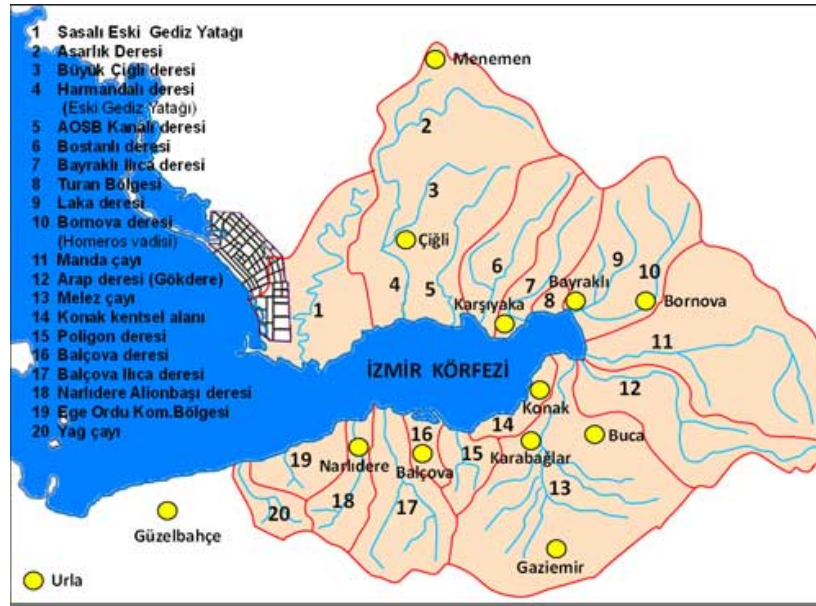 1 Sasalı Eski Gediz Yatağı
2 Asarlık Deresi
3 Büyük Çiğli deresi
4 Harmandalı deresi
(Eski Gediz Yatağı)
5 AOSB Kanalı deresi
6 Bostanlı deresi
7 Bayraklı Ilıca deresi
8 Turan Bölgesi
9 Laka deresi
10 Bornova deresi
(Homeros vadisi)
11 Manda çayı
12 Arap deresi (Gökdere)
13 Melez çayı
14 Konak kentsel alanı
15 Poligon deresi
16 Balçova deresi
17 Balçova Ilıca deresi
18 Narlıdere Alionbaşı deresi
19 Ege Ordu Kom.Bölgesi
20 Yağ çayı
Menemen
2
3
Çiğli
4
5
6
7
8
Bayraklı
9
10
Bornova
Karşıyaka
1
11
İZMİR KÖRFEZİ
12
Konak
14
Buca
Karabağlar
16
15
Balçova
Narlıdere
19
13
18
17
20
Güzelbahçe
Gaziemir
Urla